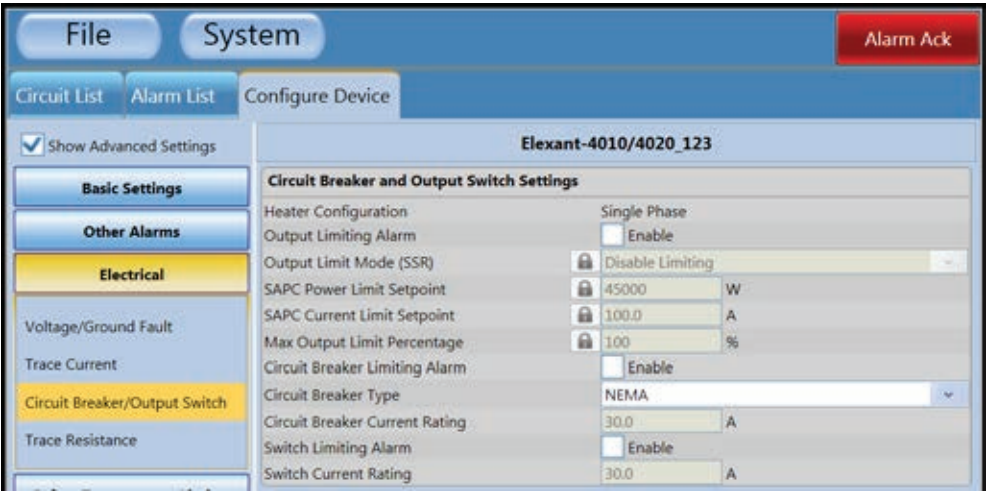 File System Alarm Ack
Circuit List Alarm List Configure Device
Show Advanced Settings
Basic Settings
Other Alarms
Electrical
Voltage/Ground Fault
Trace Current
Circuit Breaker/Output Switch
Trace Resistance
Elexant-4010/4020_123
Circuit Breaker and Output Switch Settings
Heater Configuration Single Phase
Output Limiting Alarm Enable
Output Limit Mode (SSR) Disable Limiting
SAPC Power Limit Setpoint 45000 W
SAPC Current Limit Setpoint 100.0 A
Max Output Limit Percentage 100 %
Circuit Breaker Limiting Alarm Enable
Circuit Breaker Type NEMA
Circuit Breaker Current Rating 30.0 A
Switch Limiting Alarm Enable
Switch Current Rating 30.0 A